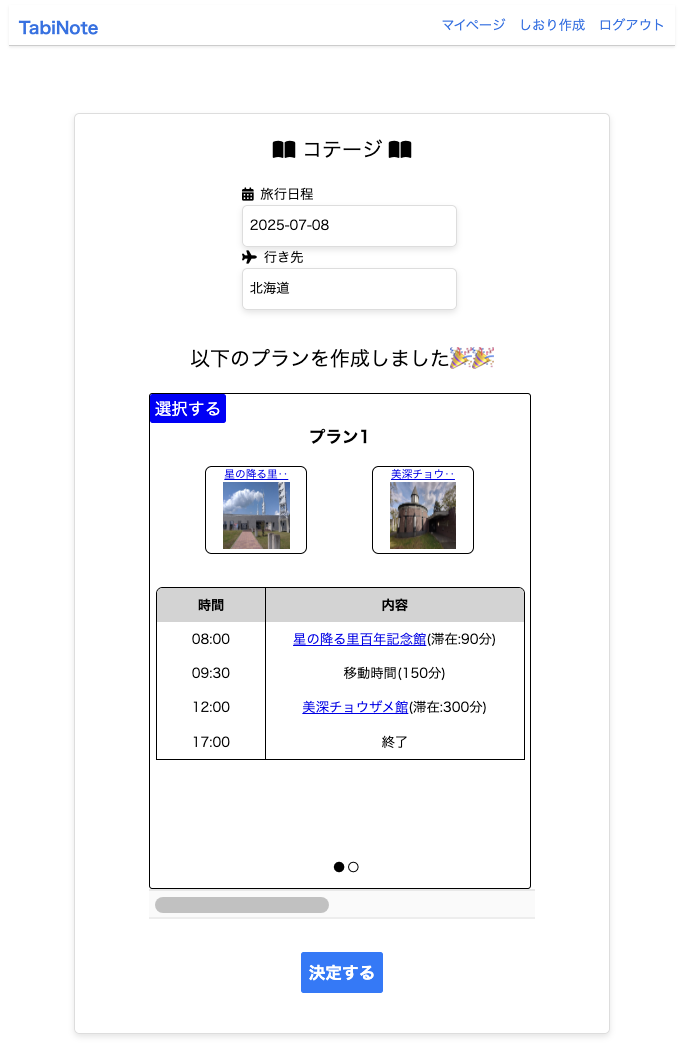 TabiNote
マイページ しおり作成 ログアウト
コテージ
旅行日程
2025-07-08
行き先
北海道
以下のプランを作成しました🎉🎉
選択する
プラン1
星の降る里‥
美深チョウ‥
時間 内容
08:00 星の降る里百年記念館(滞在:90分)
09:30 移動時間(150分)
12:00 美深チョウザメ館(滞在:300分)
17:00 終了
決定する